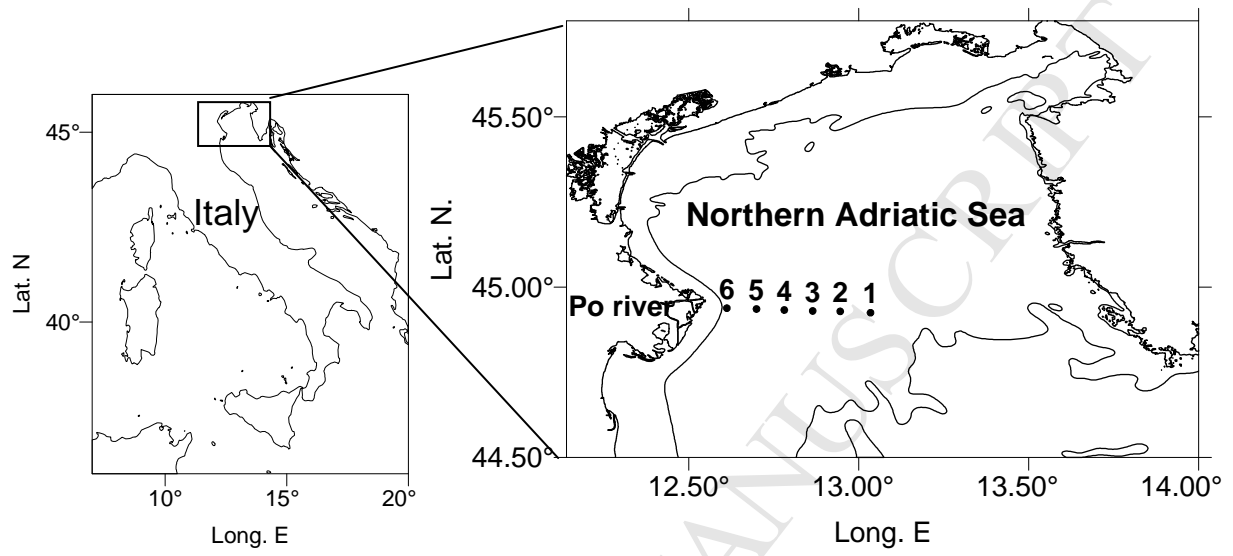 45°
40°
Lat. N
Italy
10°
15°
20°
Long. E
45.50°
45.00°
44.50°
Lat. N.
Northern Adriatic Sea
Po river
6 5 4 3 2 1
12.50°
13.00°
13.50°
14.00°
Long. E
ANUSCRIPT